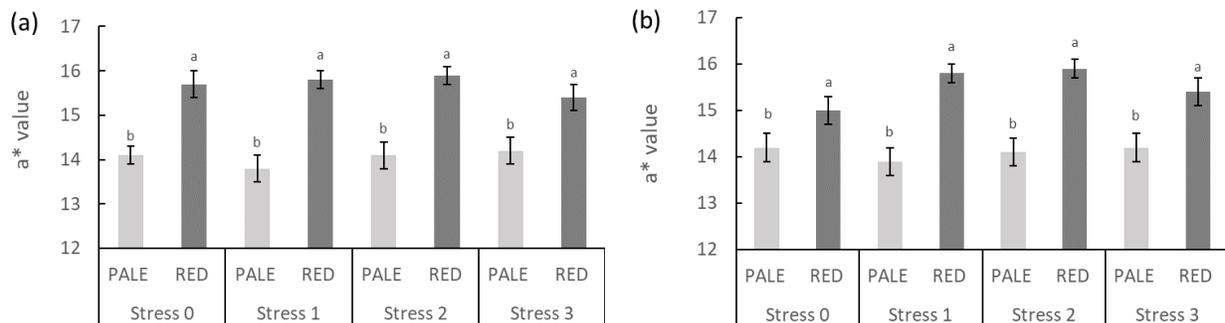 (a)
a* value
17
16
15
14
13
12
b
a
b
a
b
a
b
a
PALE RED PALE RED PALE RED PALE RED
Stress 0 Stress 1 Stress 2 Stress 3
(b)
a* value
17
16
15
14
13
12
b
a
b
a
b
a
b
a
PALE RED PALE RED PALE RED PALE RED
Stress 0 Stress 1 Stress 2 Stress 3